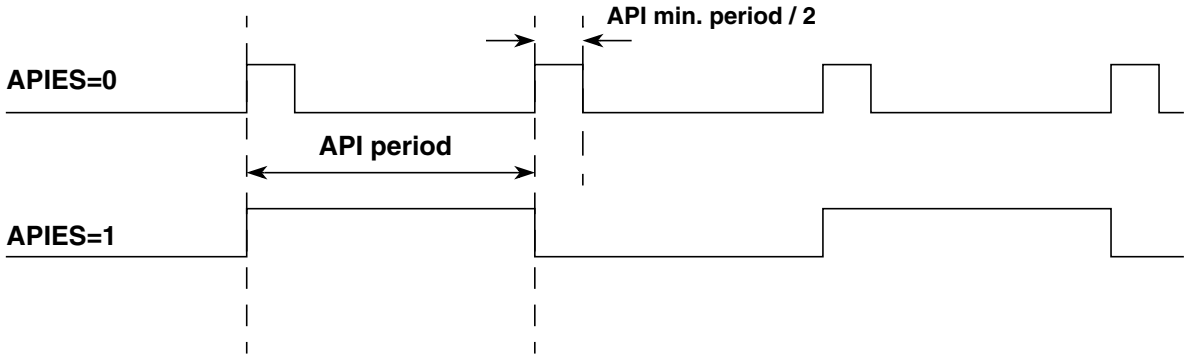 API min. period / 2
APIES=0
API period
APIES=1